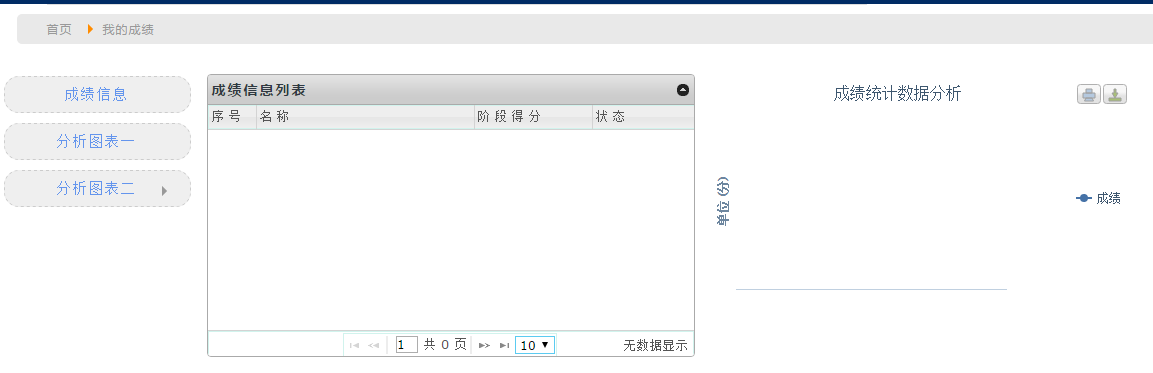 首页 我的成绩
成绩信息
分析图表一
分析图表二
成绩信息列表
序号 名称 阶段得分 状态
1 共 0 页 10 无数据显示
成绩统计数据分析
单位 (分)
成绩